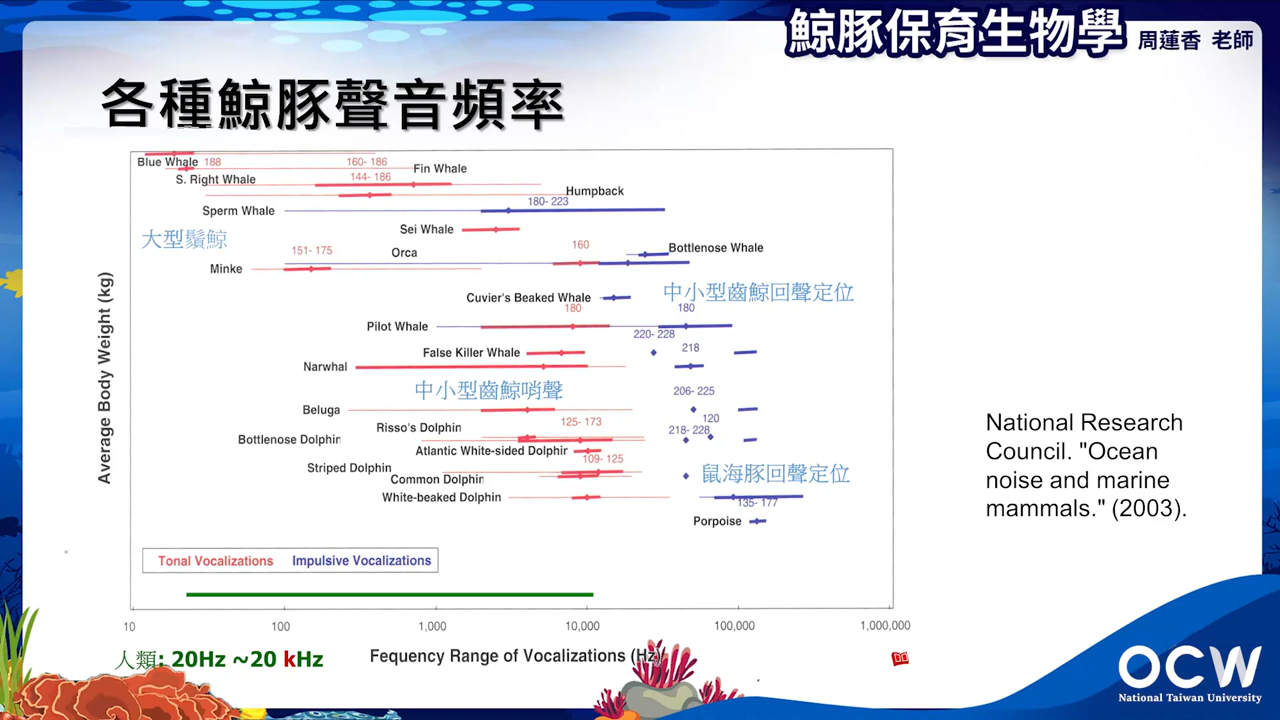 鯨豚保育生物學 周蓮香 老師
各種鯨豚聲音頻率
Blue Whale 188
160- 186
Fin Whale
S. Right Whale
144- 186
Humpback
Sperm Whale
180- 223
Sei Whale
大型鬚鯨
151- 175
Orca
160
Bottlenose Whale
Minke
Cuvier's Beaked Whale
中小型齒鯨回聲定位
180
180
Pilot Whale
220- 228
False Killer Whale
218
Narwhal
中小型齒鯨哨聲
206- 225
Beluga
125- 173
120
Risso's Dolphin
218- 228
Bottlenose Dolphin
Atlantic White-sided Dolphin
109- 125
Striped Dolphin
鼠海豚回聲定位
Common Dolphin
White-beaked Dolphin
135- 177
Porpoise
Average Body Weight (kg)
Tonal Vocalizations Impulsive Vocalizations
10 100 1,000 10,000 100,000 1,000,000
人類: 20Hz ~20 kHz
Fequency Range of Vocalizations (Hz)
National Research
Council. "Ocean
noise and marine
mammals." (2003).
OCW
National Taiwan University